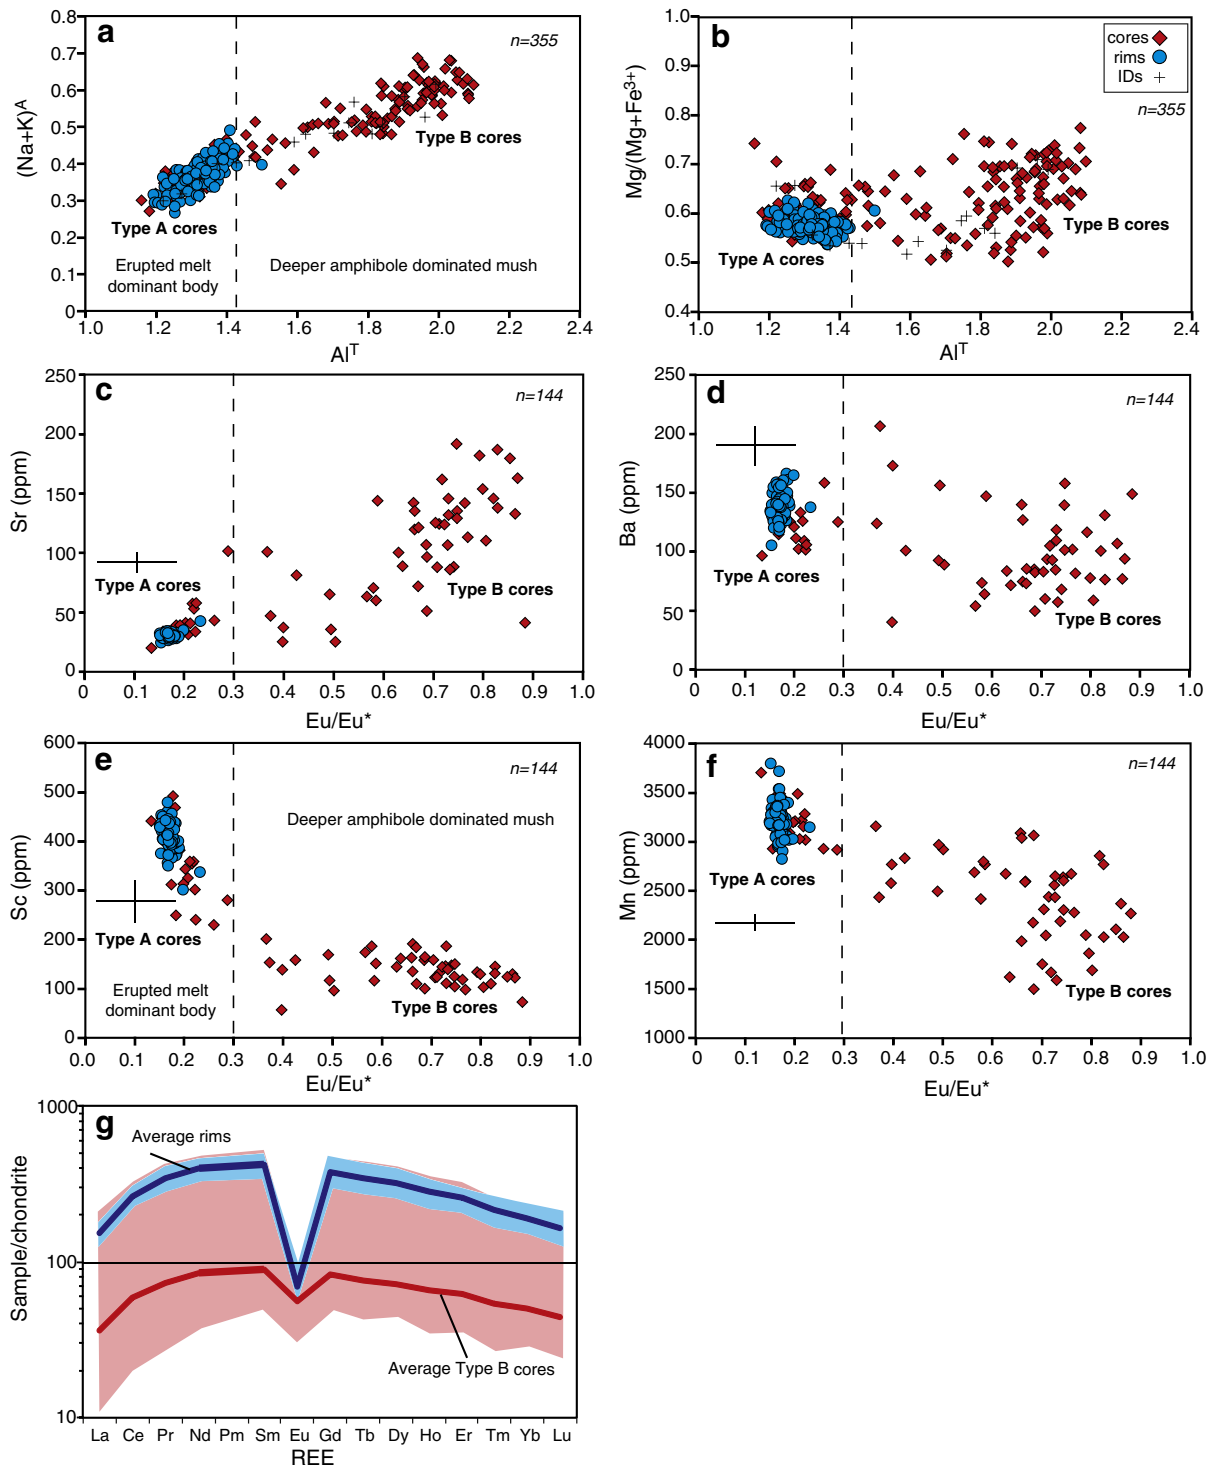 a
n=355
0.8
0.7
0.6
0.5
0.4
0.3
0.2
0.1
0
(Na+K)ᴬ
Type B cores
Type A cores
Erupted melt
dominant body
Deeper amphibole dominated mush
1.0 1.2 1.4 1.6 1.8 2.0 2.2 2.4
Alᵀ
b
cores
rims
IDs
n=355
1.0
0.9
0.8
0.7
0.6
0.5
0.4
Mg/(Mg+Fe³⁺)
Type A cores
Type B cores
1.0 1.2 1.4 1.6 1.8 2.0 2.2 2.4
Alᵀ
c
n=144
250
200
150
100
50
0
Sr (ppm)
Type A cores
Type B cores
0 0.1 0.2 0.3 0.4 0.5 0.6 0.7 0.8 0.9 1.0
Eu/Eu*
d
n=144
250
200
150
100
50
0
Ba (ppm)
Type A cores
Type B cores
0 0.1 0.2 0.3 0.4 0.5 0.6 0.7 0.8 0.9 1.0
Eu/Eu*
e
n=144
600
500
400
300
200
100
0
Sc (ppm)
Deeper amphibole dominated mush
Type A cores
Erupted melt
dominant body
Type B cores
0.0 0.1 0.2 0.3 0.4 0.5 0.6 0.7 0.8 0.9 1.0
Eu/Eu*
f
n=144
4000
3500
3000
2500
2000
1500
1000
Mn (ppm)
Type A cores
Type B cores
0 0.1 0.2 0.3 0.4 0.5 0.6 0.7 0.8 0.9 1.0
Eu/Eu*
g
1000
100
10
Sample/chondrite
Average rims
Average Type B cores
La Ce Pr Nd Pm Sm Eu Gd Tb Dy Ho Er Tm Yb Lu
REE